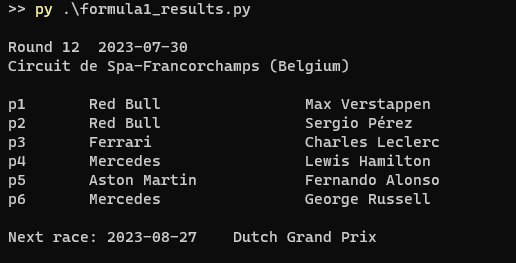 >> py .\formula1_results.py
Round 12  2023-07-30
Circuit de Spa-Francorchamps (Belgium)
p1       Red Bull                Max Verstappen
p2       Red Bull                Sergio Pérez
p3       Ferrari                 Charles Leclerc
p4       Mercedes                Lewis Hamilton
p5       Aston Martin            Fernando Alonso
p6       Mercedes                George Russell
Next race: 2023-08-27    Dutch Grand Prix